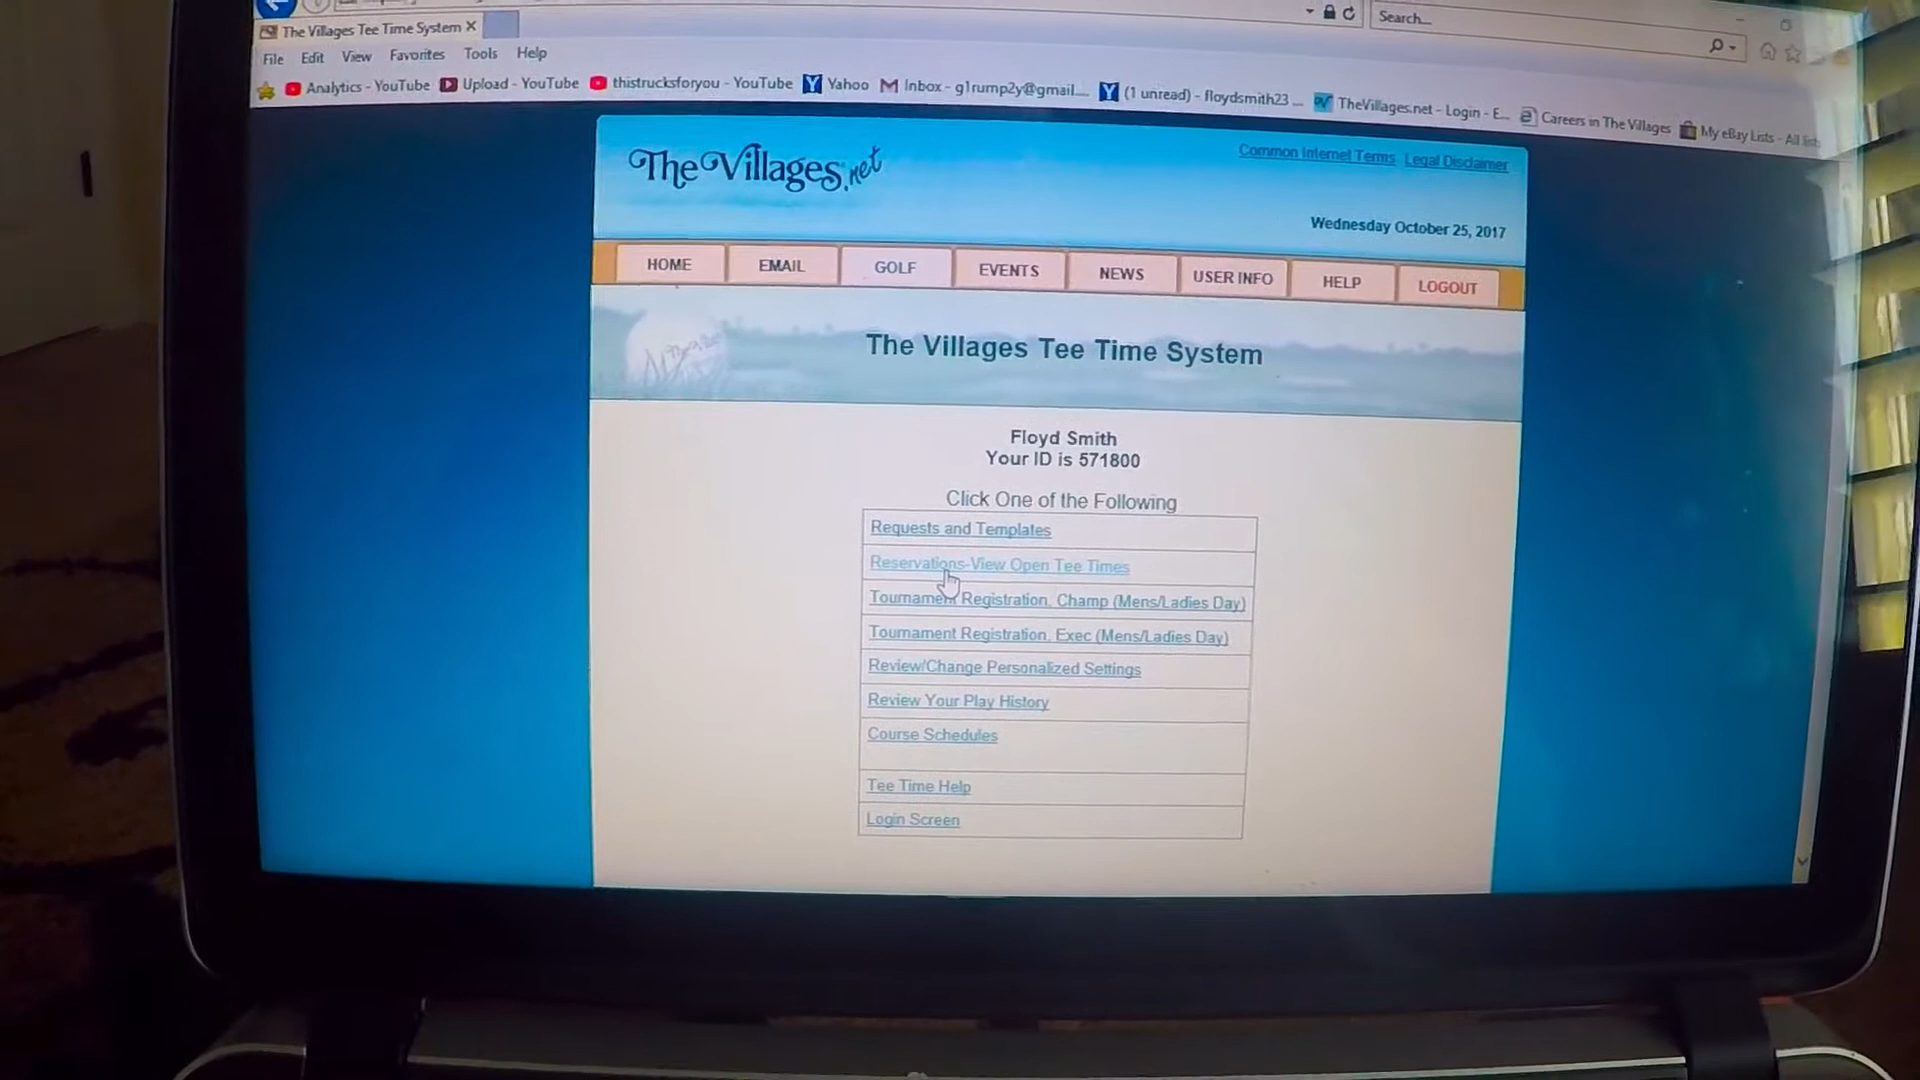 The Villages Tee Time System
Search...
File Edit View Favorites Tools Help
Analytics - YouTube Upload - YouTube thistrucksforyou - YouTube Yahoo Inbox - g1rump2y@gmail.... (1 unread) - floydsmith23 ... TheVillages.net - Login - E... Careers in The Villages My eBay Lists - All lists
TheVillages.net
Common Internet Terms Legal Disclaimer
Wednesday October 25, 2017
HOME EMAIL GOLF EVENTS NEWS USER INFO HELP LOGOUT
The Villages Tee Time System
Floyd Smith
Your ID is 571800
Click One of the Following
Requests and Templates
Reservations-View Open Tee Times
Tournament Registration, Champ (Mens/Ladies Day)
Tournament Registration, Exec (Mens/Ladies Day)
Review/Change Personalized Settings
Review Your Play History
Course Schedules
Tee Time Help
Login Screen